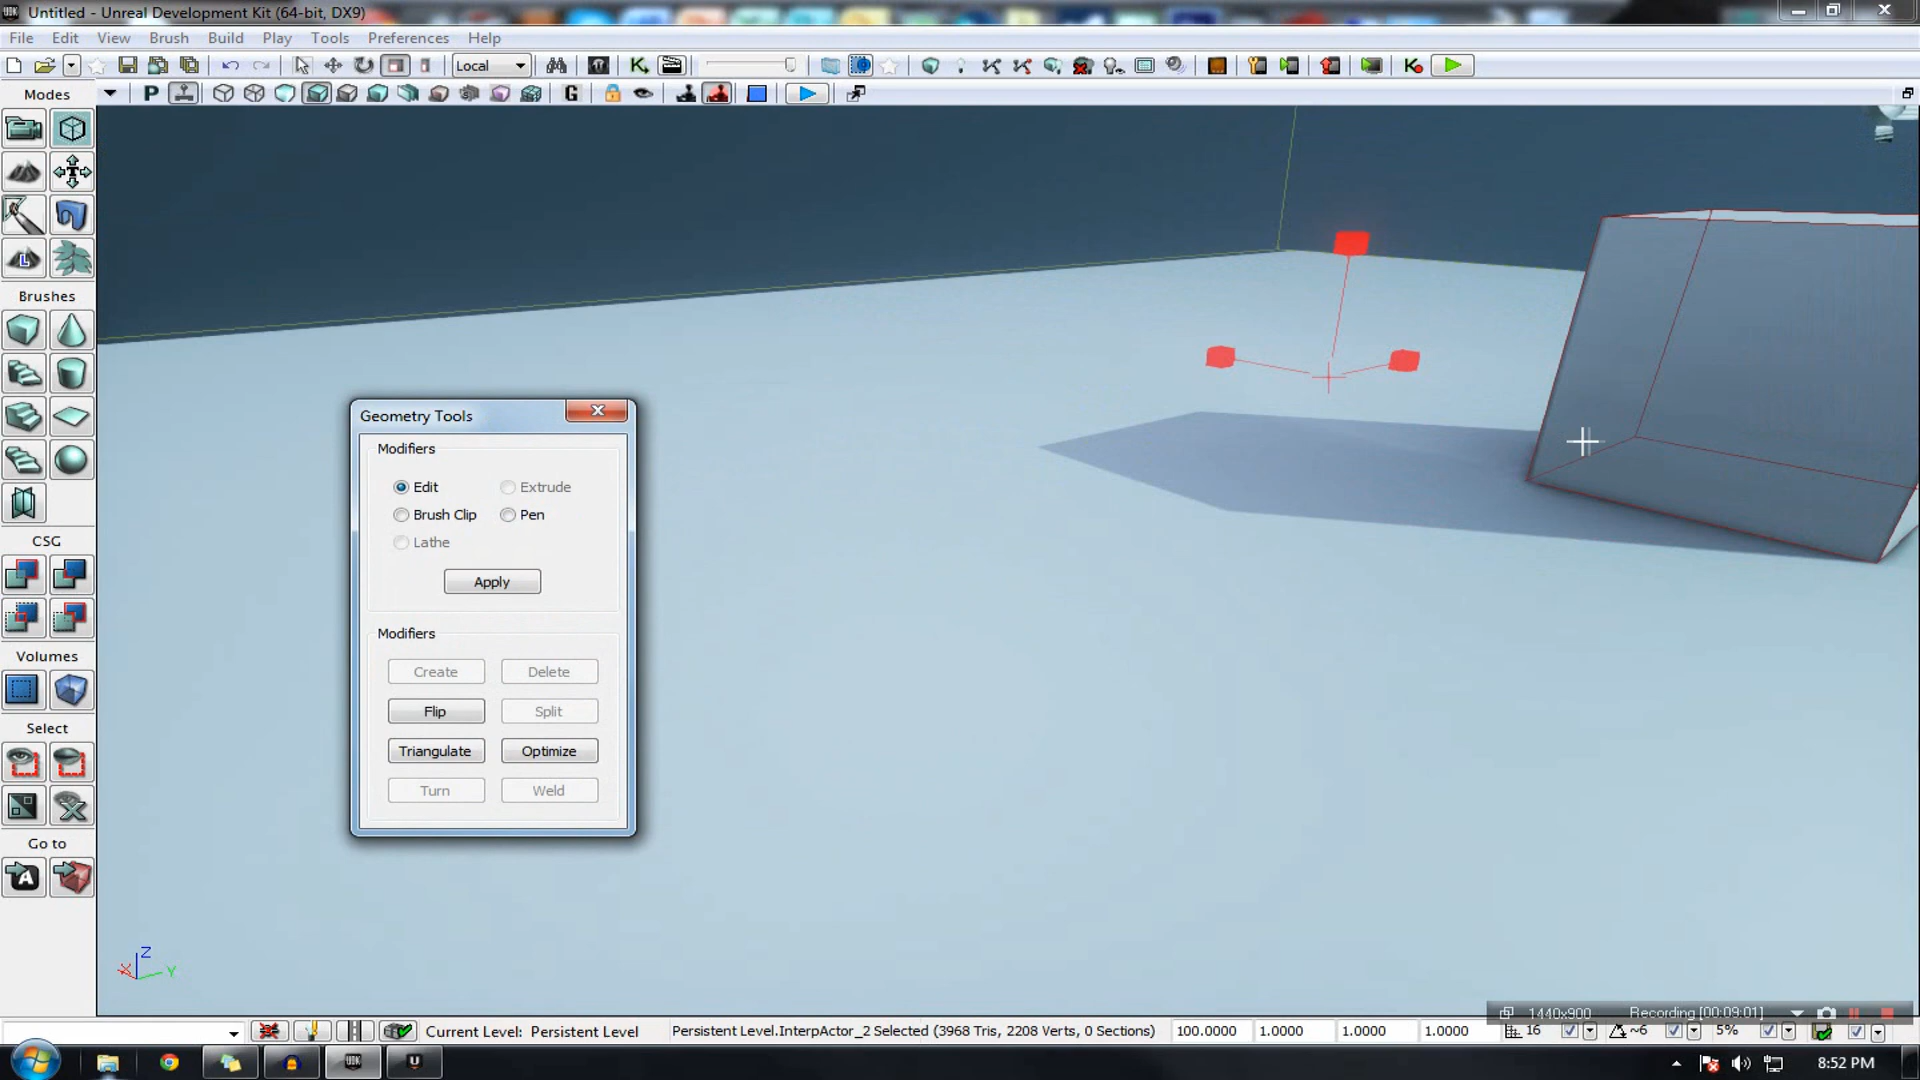 Untitled - Unreal Development Kit (64-bit, DX9)
File Edit View Brush Build Play Tools Preferences Help
Local
Modes
P
G
Brushes
CSG
Volumes
Select
Go to
Geometry Tools
Modifiers
Edit Extrude
Brush Clip Pen
Lathe
Apply
Modifiers
Create Delete
Flip Split
Triangulate Optimize
Turn Weld
Z
X Y
1440x900 Recording [00:09:01]
Current Level: Persistent Level Persistent Level.InterpActor_2 Selected (3968 Tris, 2208 Verts, 0 Sections) 100.0000 1.0000 1.0000 1.0000 16 ~6 5%
8:52 PM